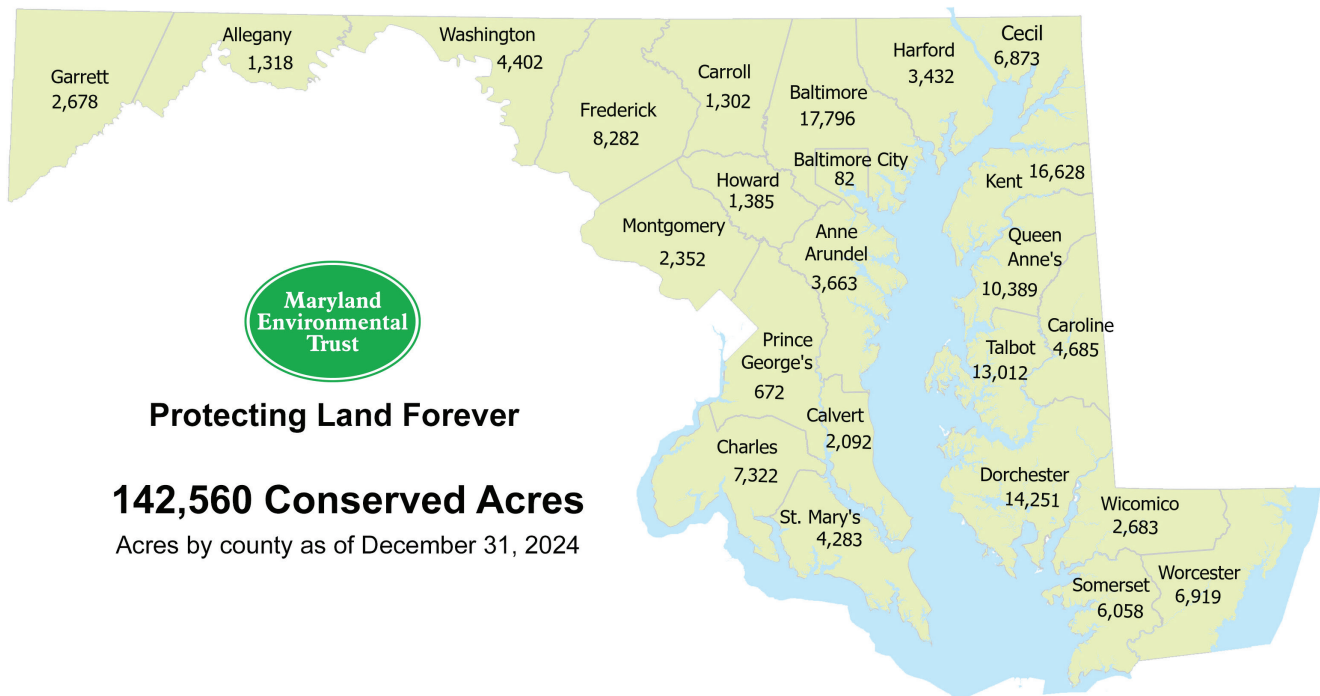 Garrett
2,678
Allegany
1,318
Washington
4,402
Frederick
8,282
Carroll
1,302
Baltimore
17,796
Harford
3,432
Cecil
6,873
Baltimore City
82
Howard
1,385
Montgomery
2,352
Anne
Arundel
3,663
Kent 16,628
Queen
Anne's
10,389
Caroline
4,685
Talbot
13,012
Prince
George's
672
Calvert
2,092
Charles
7,322
St. Mary's
4,283
Dorchester
14,251
Wicomico
2,683
Somerset
6,058
Worcester
6,919
Maryland
Environmental
Trust
Protecting Land Forever
142,560 Conserved Acres
Acres by county as of December 31, 2024